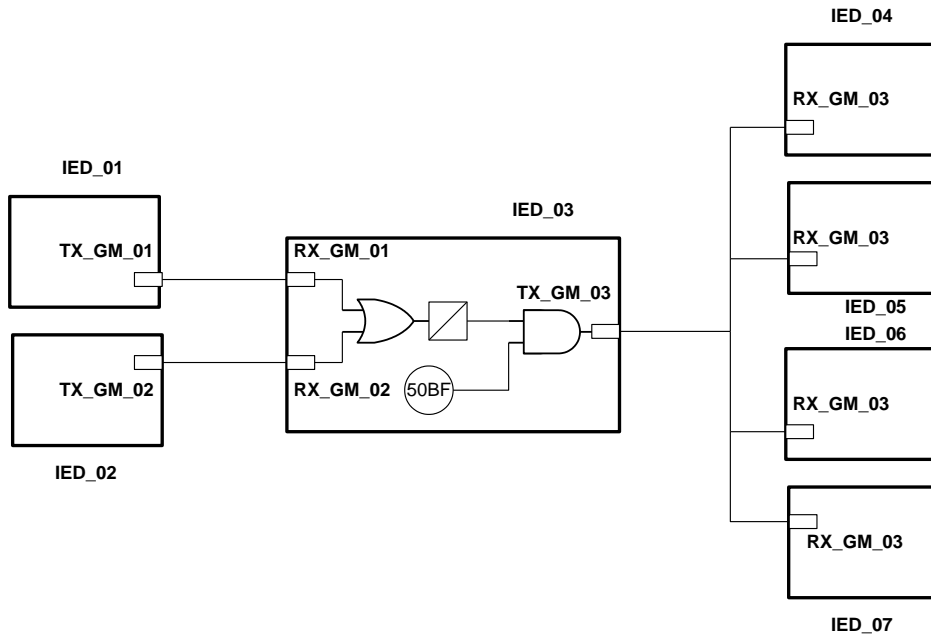 IED_04
RX_GM_03
IED_01
IED_03
TX_GM_01
RX_GM_01
RX_GM_03
TX_GM_03
IED_05
IED_06
TX_GM_02
RX_GM_02
50BF
RX_GM_03
IED_02
RX_GM_03
IED_07